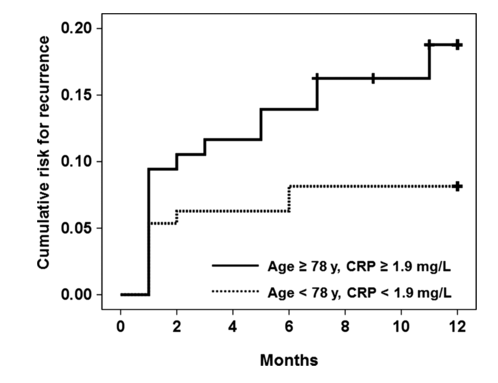 Cumulative risk for recurrence
0.20
0.15
0.10
0.05
0.00
Age ≥ 78 y, CRP ≥ 1.9 mg/L
Age < 78 y, CRP < 1.9 mg/L
0 2 4 6 8 10 12
Months